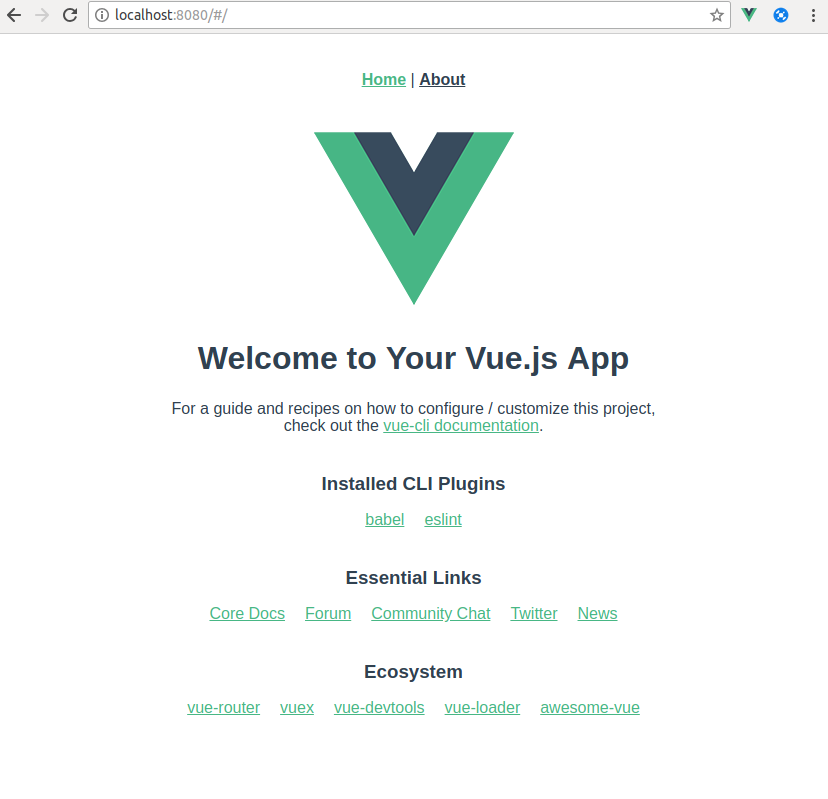 localhost:8080/#/
Home | About
Welcome to Your Vue.js App
For a guide and recipes on how to configure / customize this project,
check out the vue-cli documentation.
Installed CLI Plugins
babel eslint
Essential Links
Core Docs Forum Community Chat Twitter News
Ecosystem
vue-router vuex vue-devtools vue-loader awesome-vue